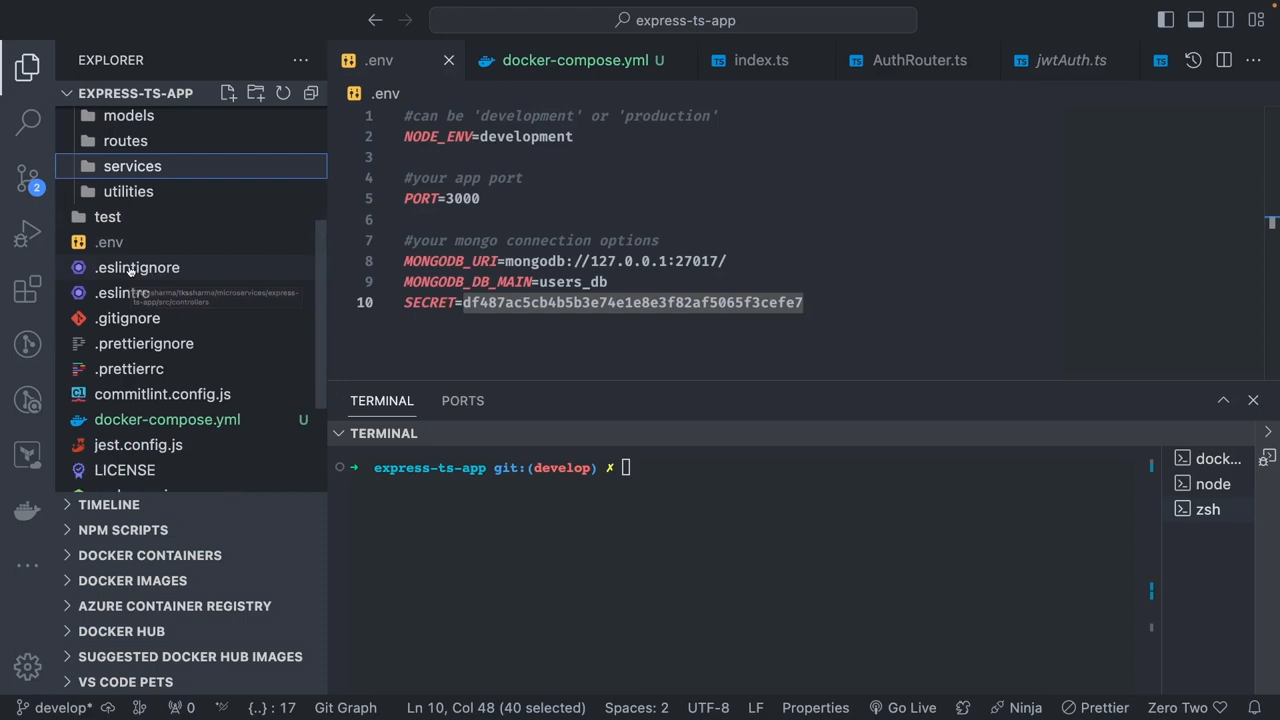 express-ts-app
EXPLORER
.env
docker-compose.yml U
index.ts
AuthRouter.ts
jwtAuth.ts
EXPRESS-TS-APP
models
routes
services
utilities
test
.env
.eslintignore
.eslintrc
.gitignore
.prettierignore
.prettierrc
commitlint.config.js
docker-compose.yml U
jest.config.js
LICENSE
TIMELINE
NPM SCRIPTS
DOCKER CONTAINERS
DOCKER IMAGES
AZURE CONTAINER REGISTRY
DOCKER HUB
SUGGESTED DOCKER HUB IMAGES
VS CODE PETS
2
.env
1 #can be 'development' or 'production'
2 NODE_ENV=development
3
4 #your app port
5 PORT=3000
6
7 #your mongo connection options
8 MONGODB_URI=mongodb://127.0.0.1:27017/
9 MONGODB_DB_MAIN=users_db
10 SECRET=df487ac5cb4b5b3e74e1e8e3f82af5065f3cefe7
TERMINAL PORTS
TERMINAL
express-ts-app git:(develop) ✗
dock...
node
zsh
develop* 0 {..} : 17 Git Graph Ln 10, Col 48 (40 selected) Spaces: 2 UTF-8 LF Properties Go Live Ninja Prettier Zero Two